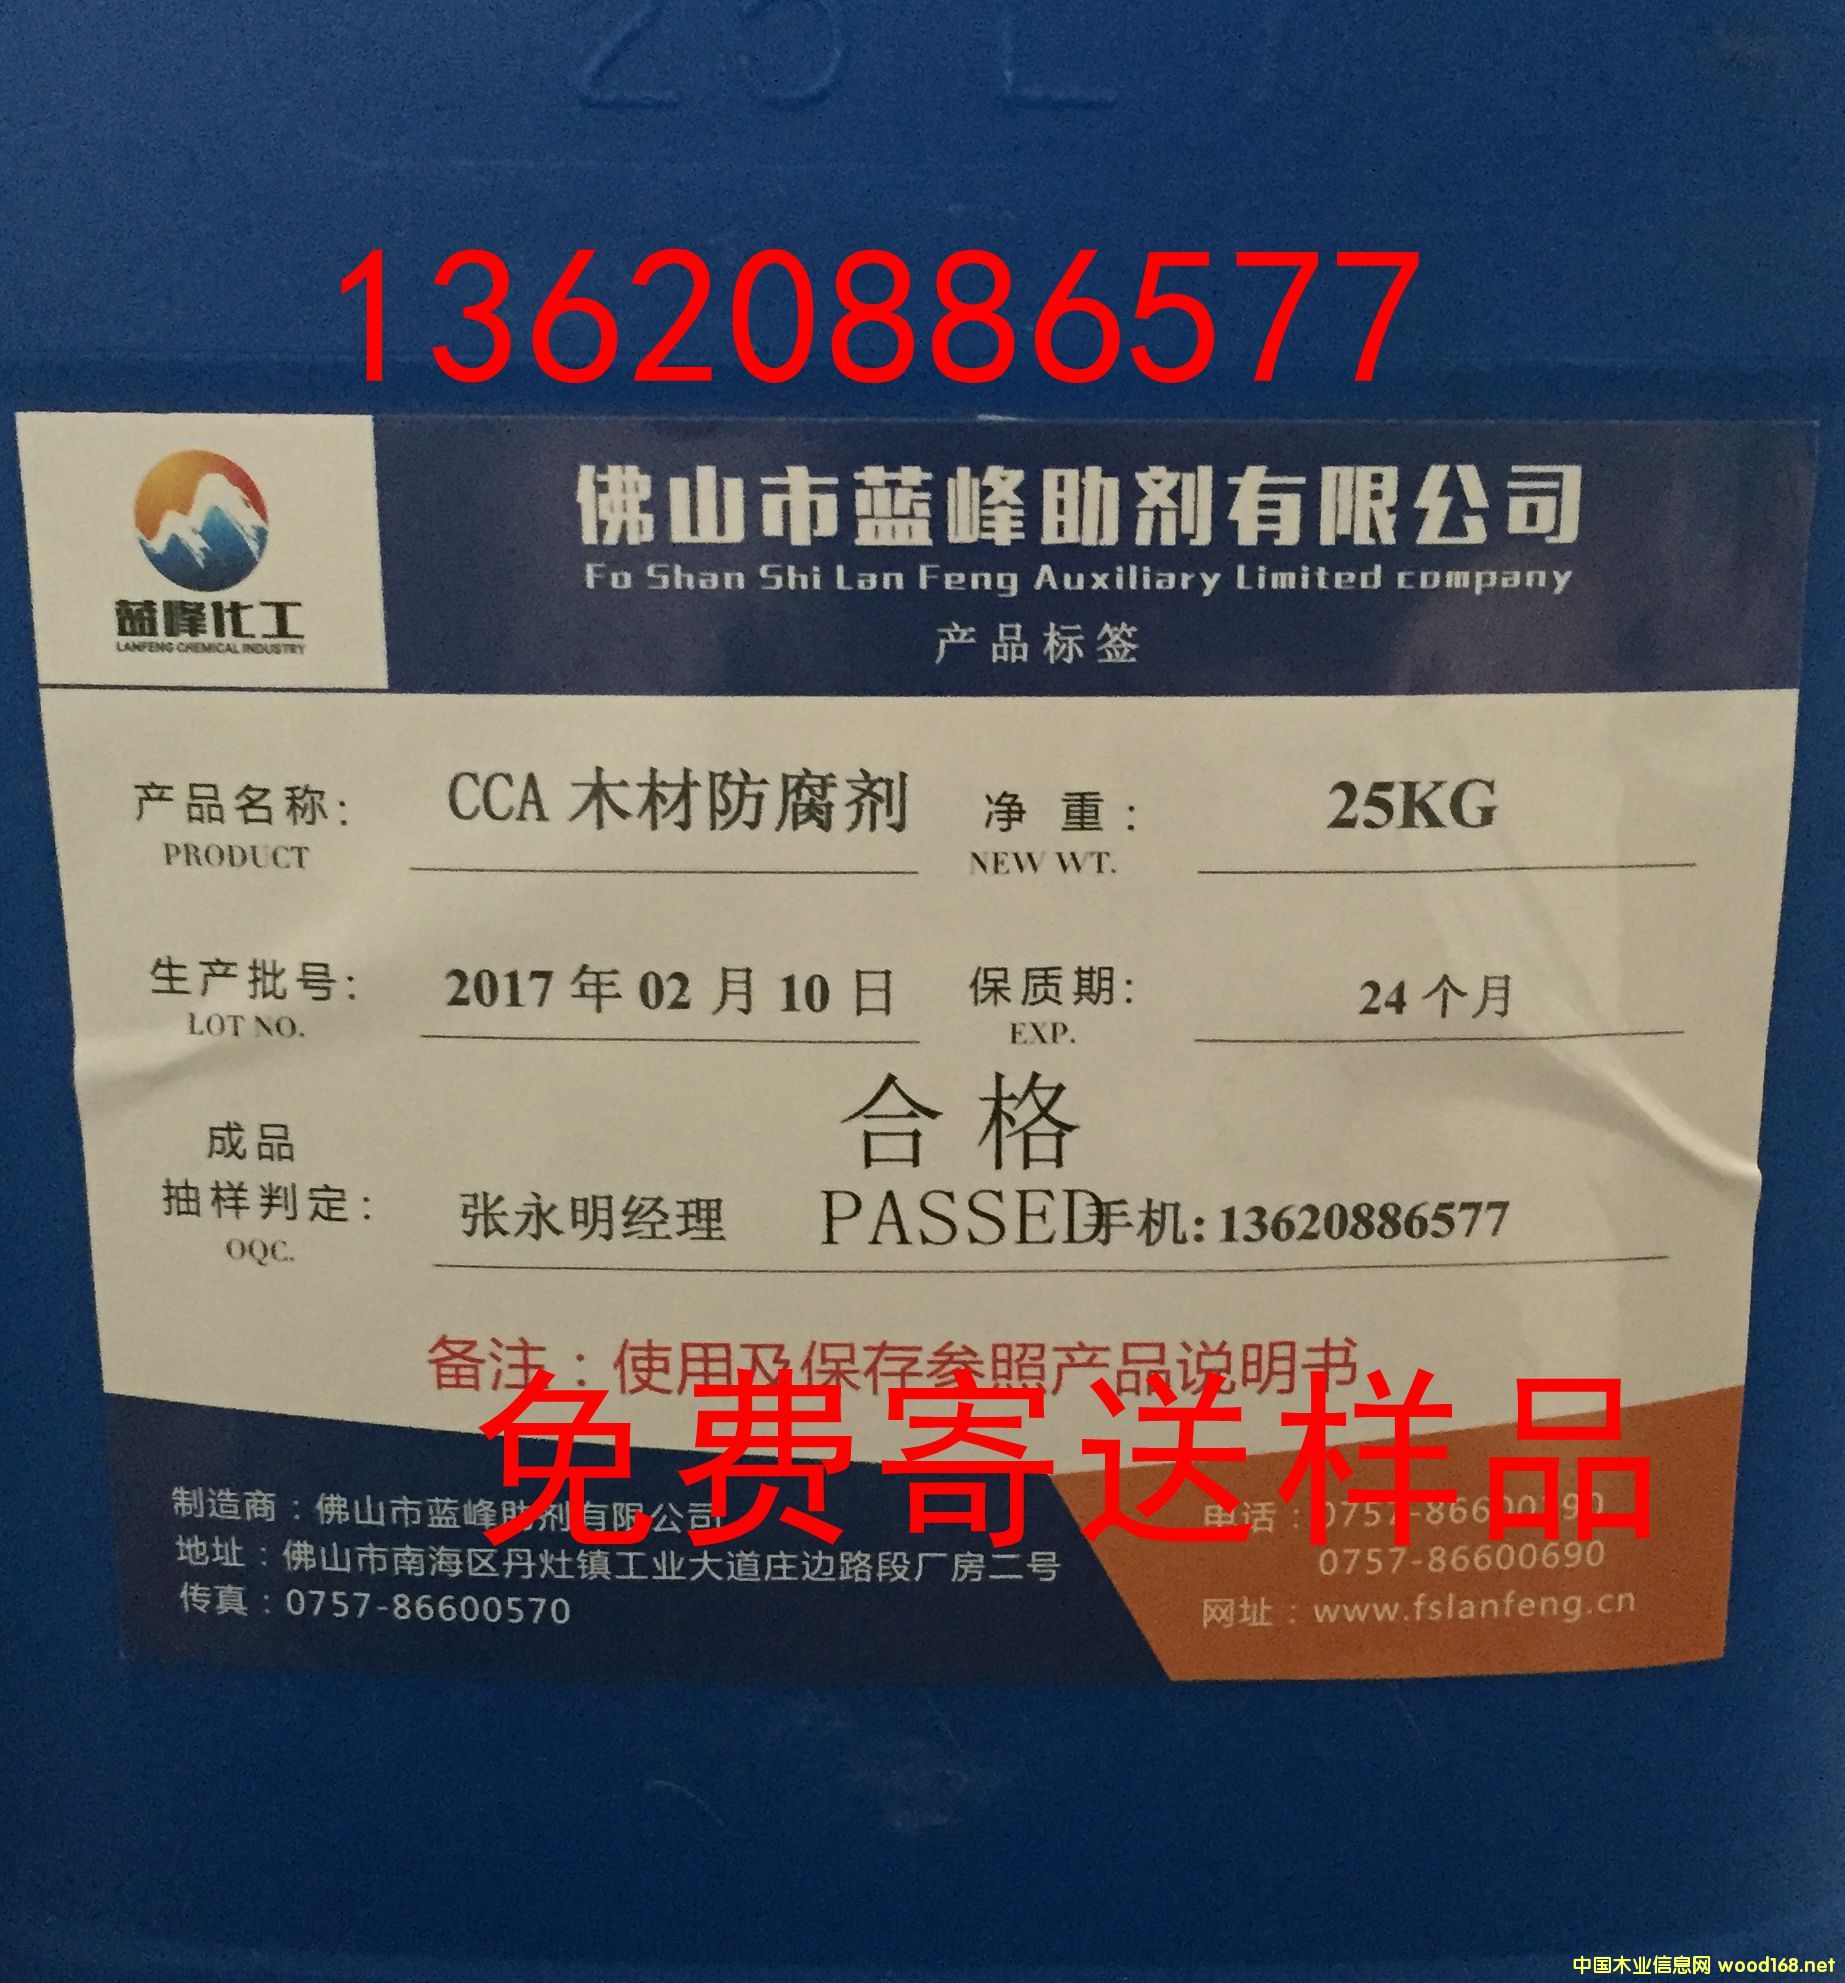 25L
13620886577
蓝峰化工
LANFENG CHEMICAL INDUSTRY
佛山市蓝峰助剂有限公司
Fo Shan Shi Lan Feng Auxiliary Limited company
产品标签
产品名称: CCA 木材防腐剂 净 重:25KG
PRODUCT NEW WT.
生产批号: 2017 年 02 月 10 日 保质期: 24 个月
LOT NO. EXP.
合格
成品
抽样判定: 张永明经理 PASSED 手机:13620886577
OQC.
备注:使用及保存参照产品说明书
免费寄送样品
制造商:佛山市蓝峰助剂有限公司
地址:佛山市南海区丹灶镇工业大道庄边路段厂房二号
传真:0757-86600570
电话:
0757-86600690
网址:www.fslanfeng.cn
中国木业信息网 wood168.net